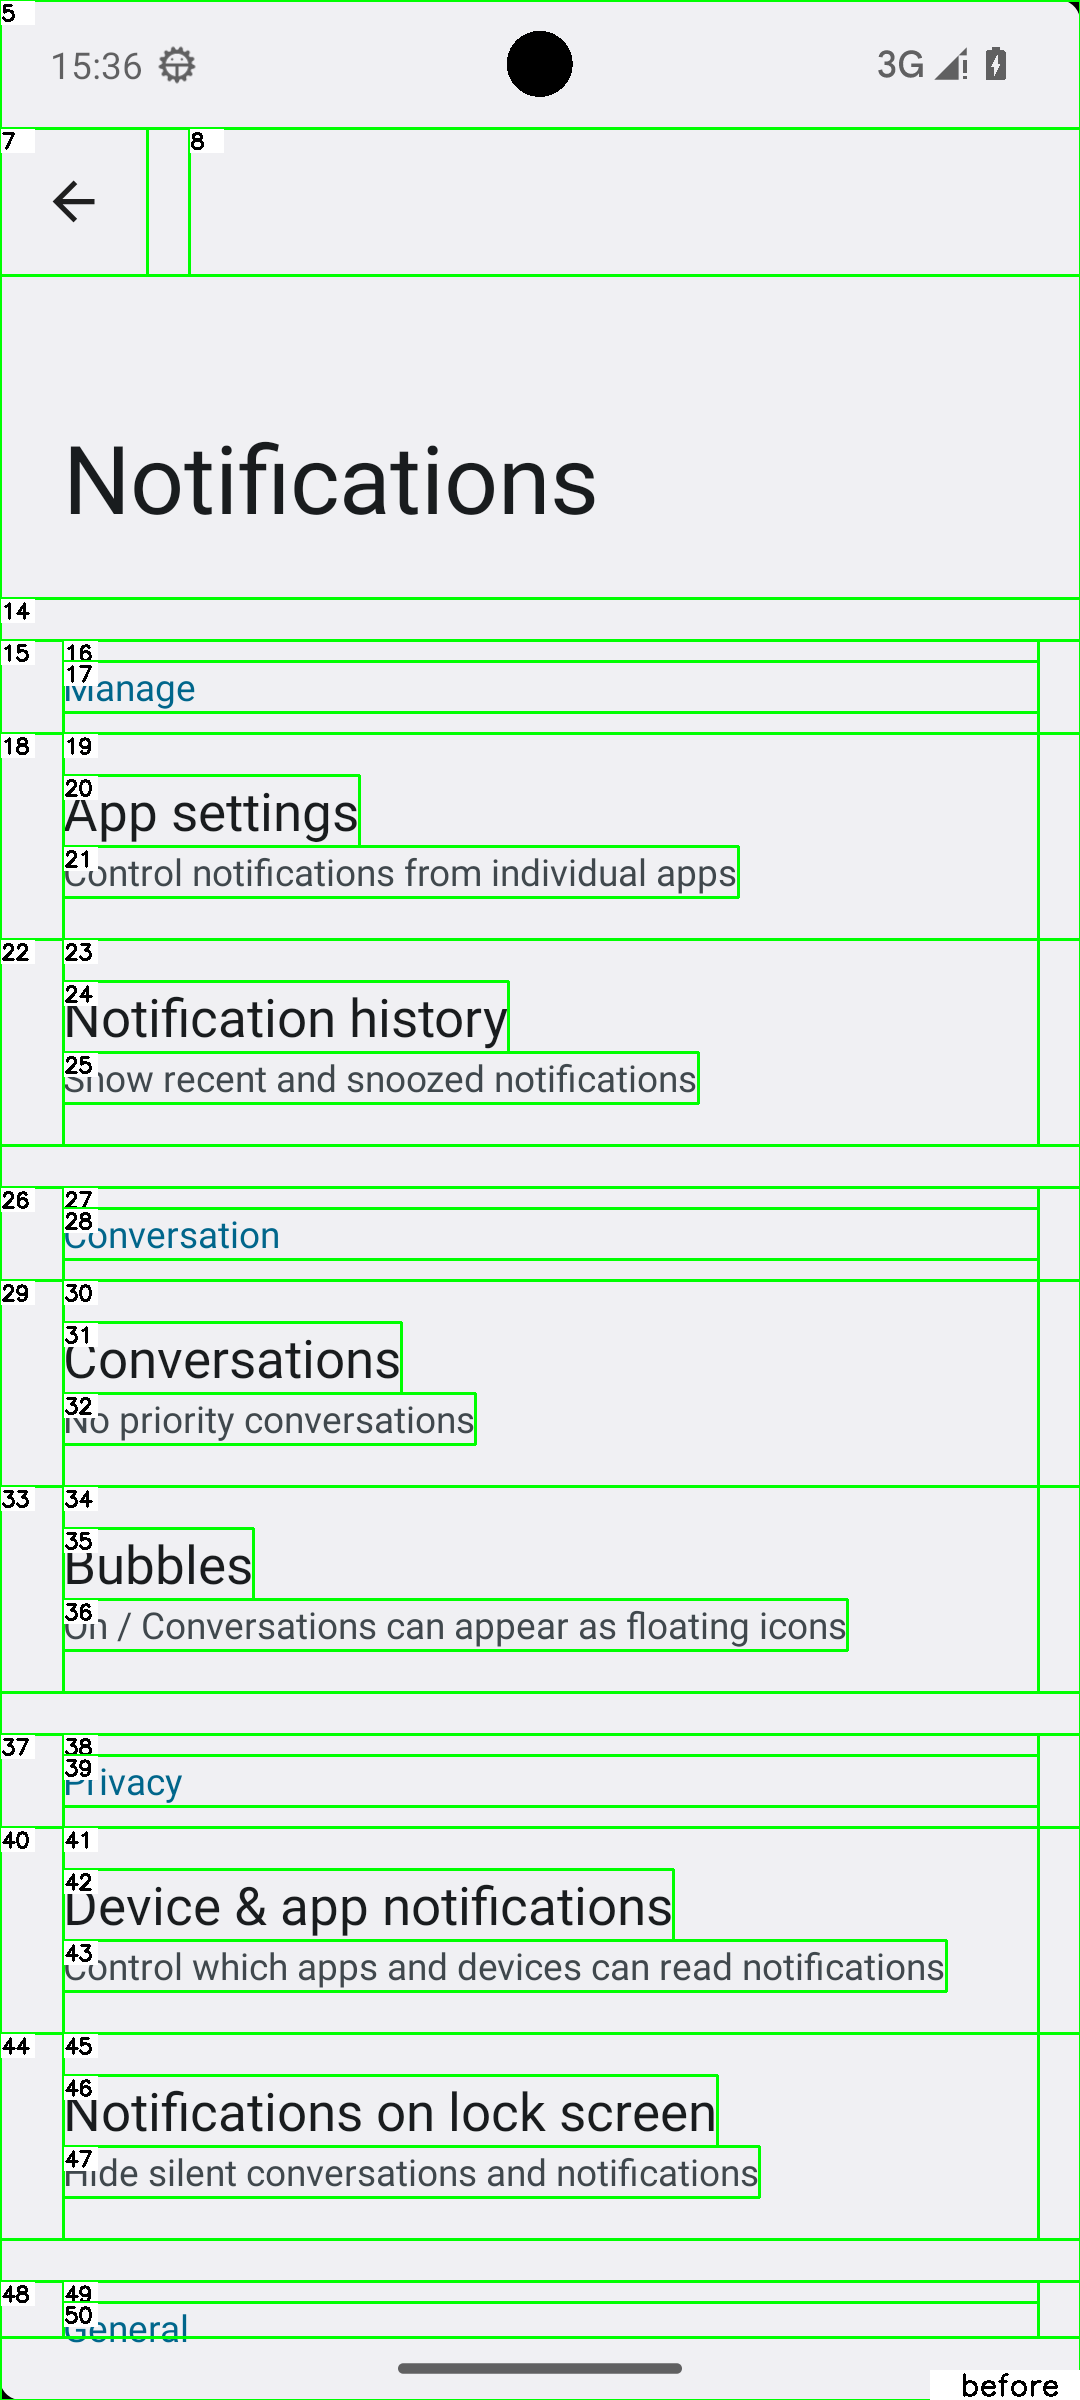 5
15:36 3G
7
8
Notifications
14
15 16
17
Manage
18 19
20
App settings
21
Control notifications from individual apps
22 23
24
Notification history
25
Show recent and snoozed notifications
26 27
28
Conversation
29 30
31
Conversations
32
No priority conversations
33 34
35
Bubbles
36
On / Conversations can appear as floating icons
37 38
39
Privacy
40 41
42
Device & app notifications
43
Control which apps and devices can read notifications
44 45
46
Notifications on lock screen
47
Hide silent conversations and notifications
48 49
50
General
before